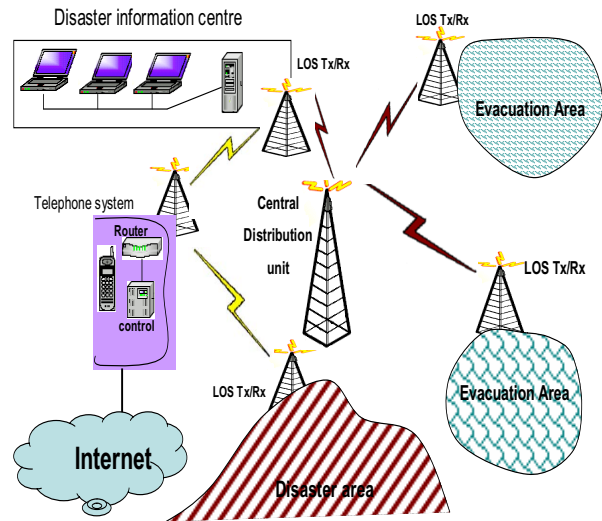 Disaster information centre
LOS Tx/Rx
LOS Tx/Rx
Evacuation Area
Telephone system
Router
control
Central
Distribution
unit
LOS Tx/Rx
Evacuation Area
LOS Tx/Rx
Internet
Disaster area